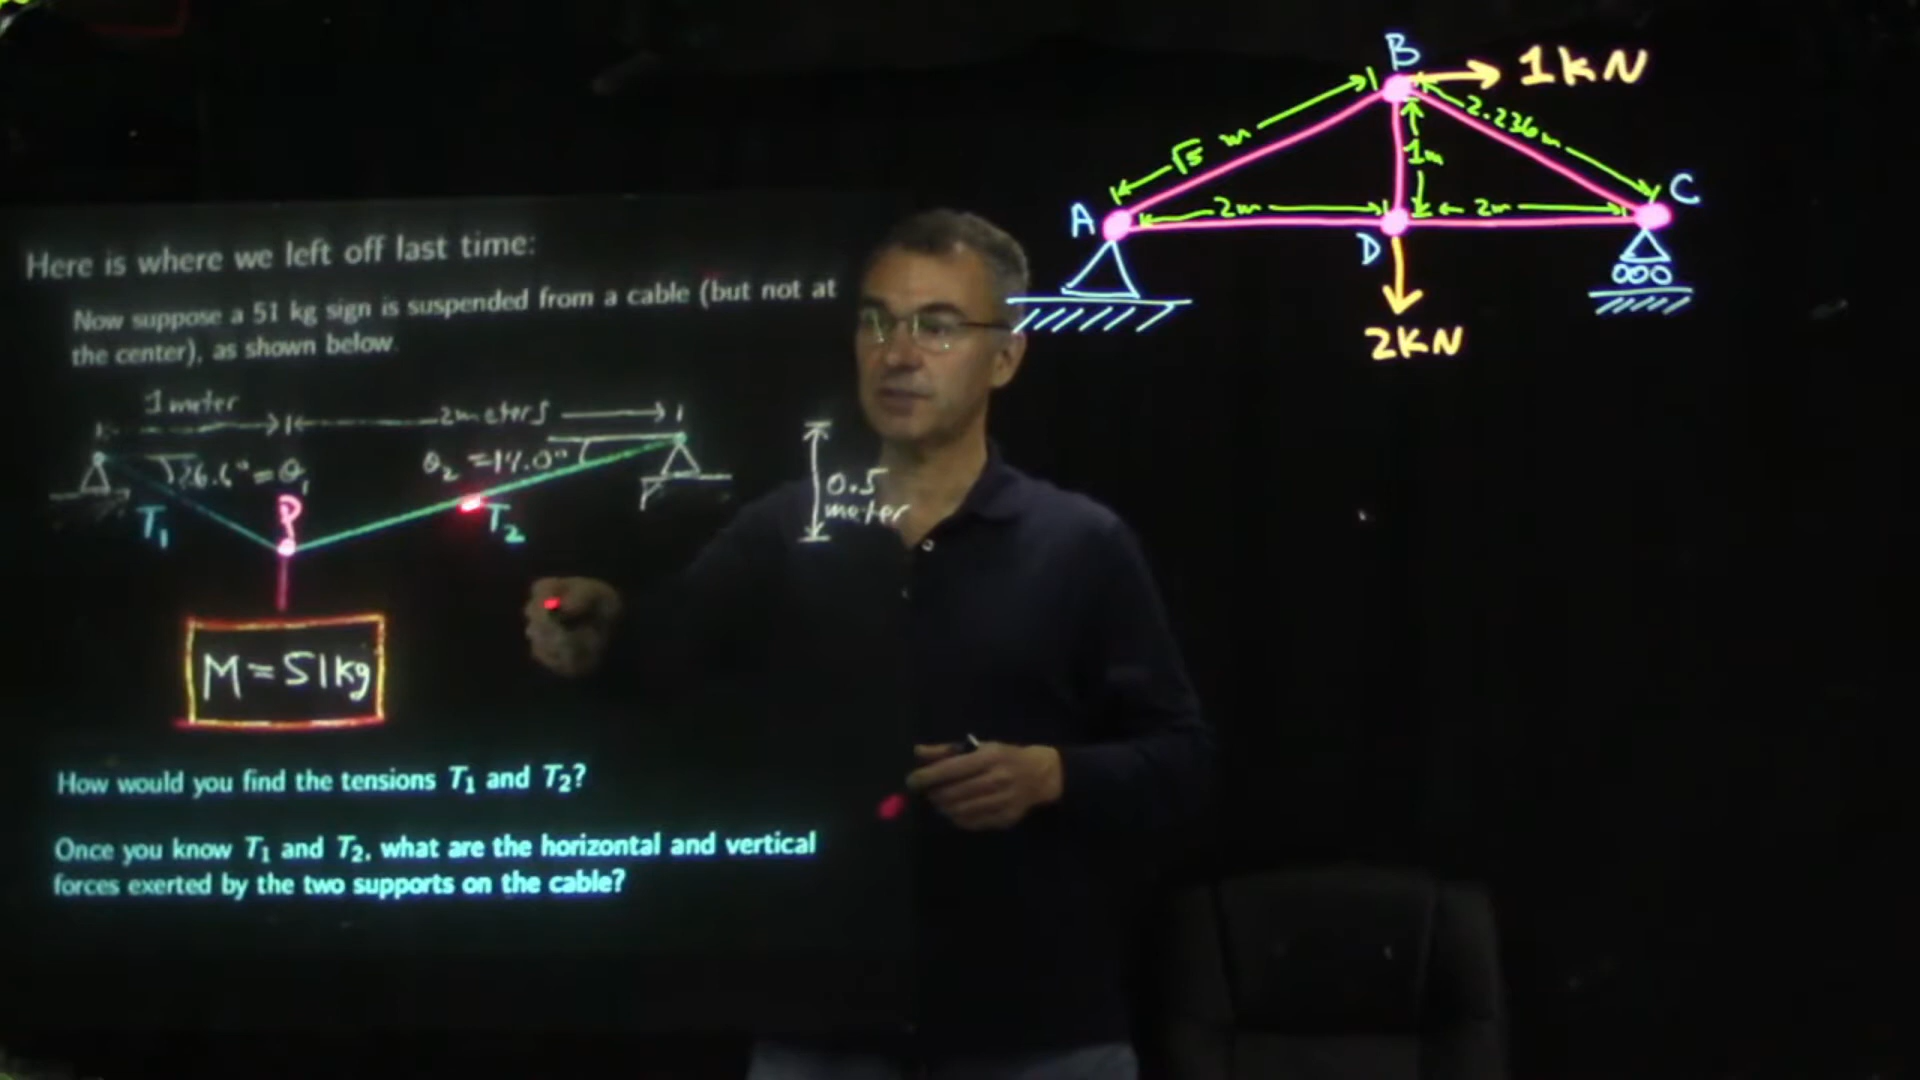 Here is where we left off last time:
Now suppose a 51 kg sign is suspended from a cable (but not at
the center), as shown below.
1 meter
2 meters
26.6° = θ₁
θ₂ = 14.0°
T₁
P
T₂
0.5
meter
M = 51kg
How would you find the tensions T₁ and T₂?
Once you know T₁ and T₂, what are the horizontal and vertical
forces exerted by the two supports on the cable?
B
1kN
√5 m
2.236m
1m
A
2m
2m
C
D
2KN